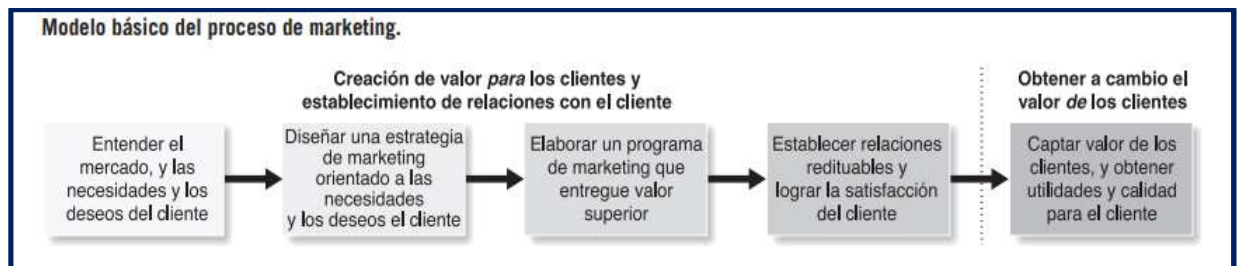 Modelo básico del proceso de marketing.
Creación de valor para los clientes y
establecimiento de relaciones con el cliente
Obtener a cambio el
valor de los clientes
Entender el
mercado, y las
necesidades y los
deseos del cliente
Diseñar una estrategia
de marketing
orientado a las
necesidades
y los deseos el cliente
Elaborar un programa
de marketing que
entregue valor
superior
Establecer relaciones
redituables y
lograr la satisfacción
del cliente
Captar valor de los
clientes, y obtener
utilidades y calidad
para el cliente